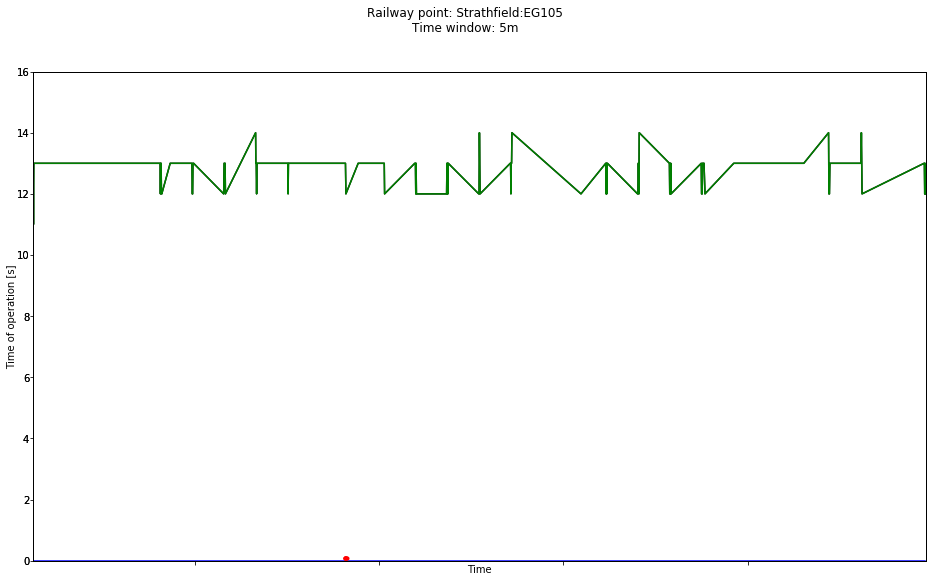 Railway point: Strathfield:EG105
Time window: 5m
16
14
12
10
8
6
4
2
0
Time of operation [s]
Time